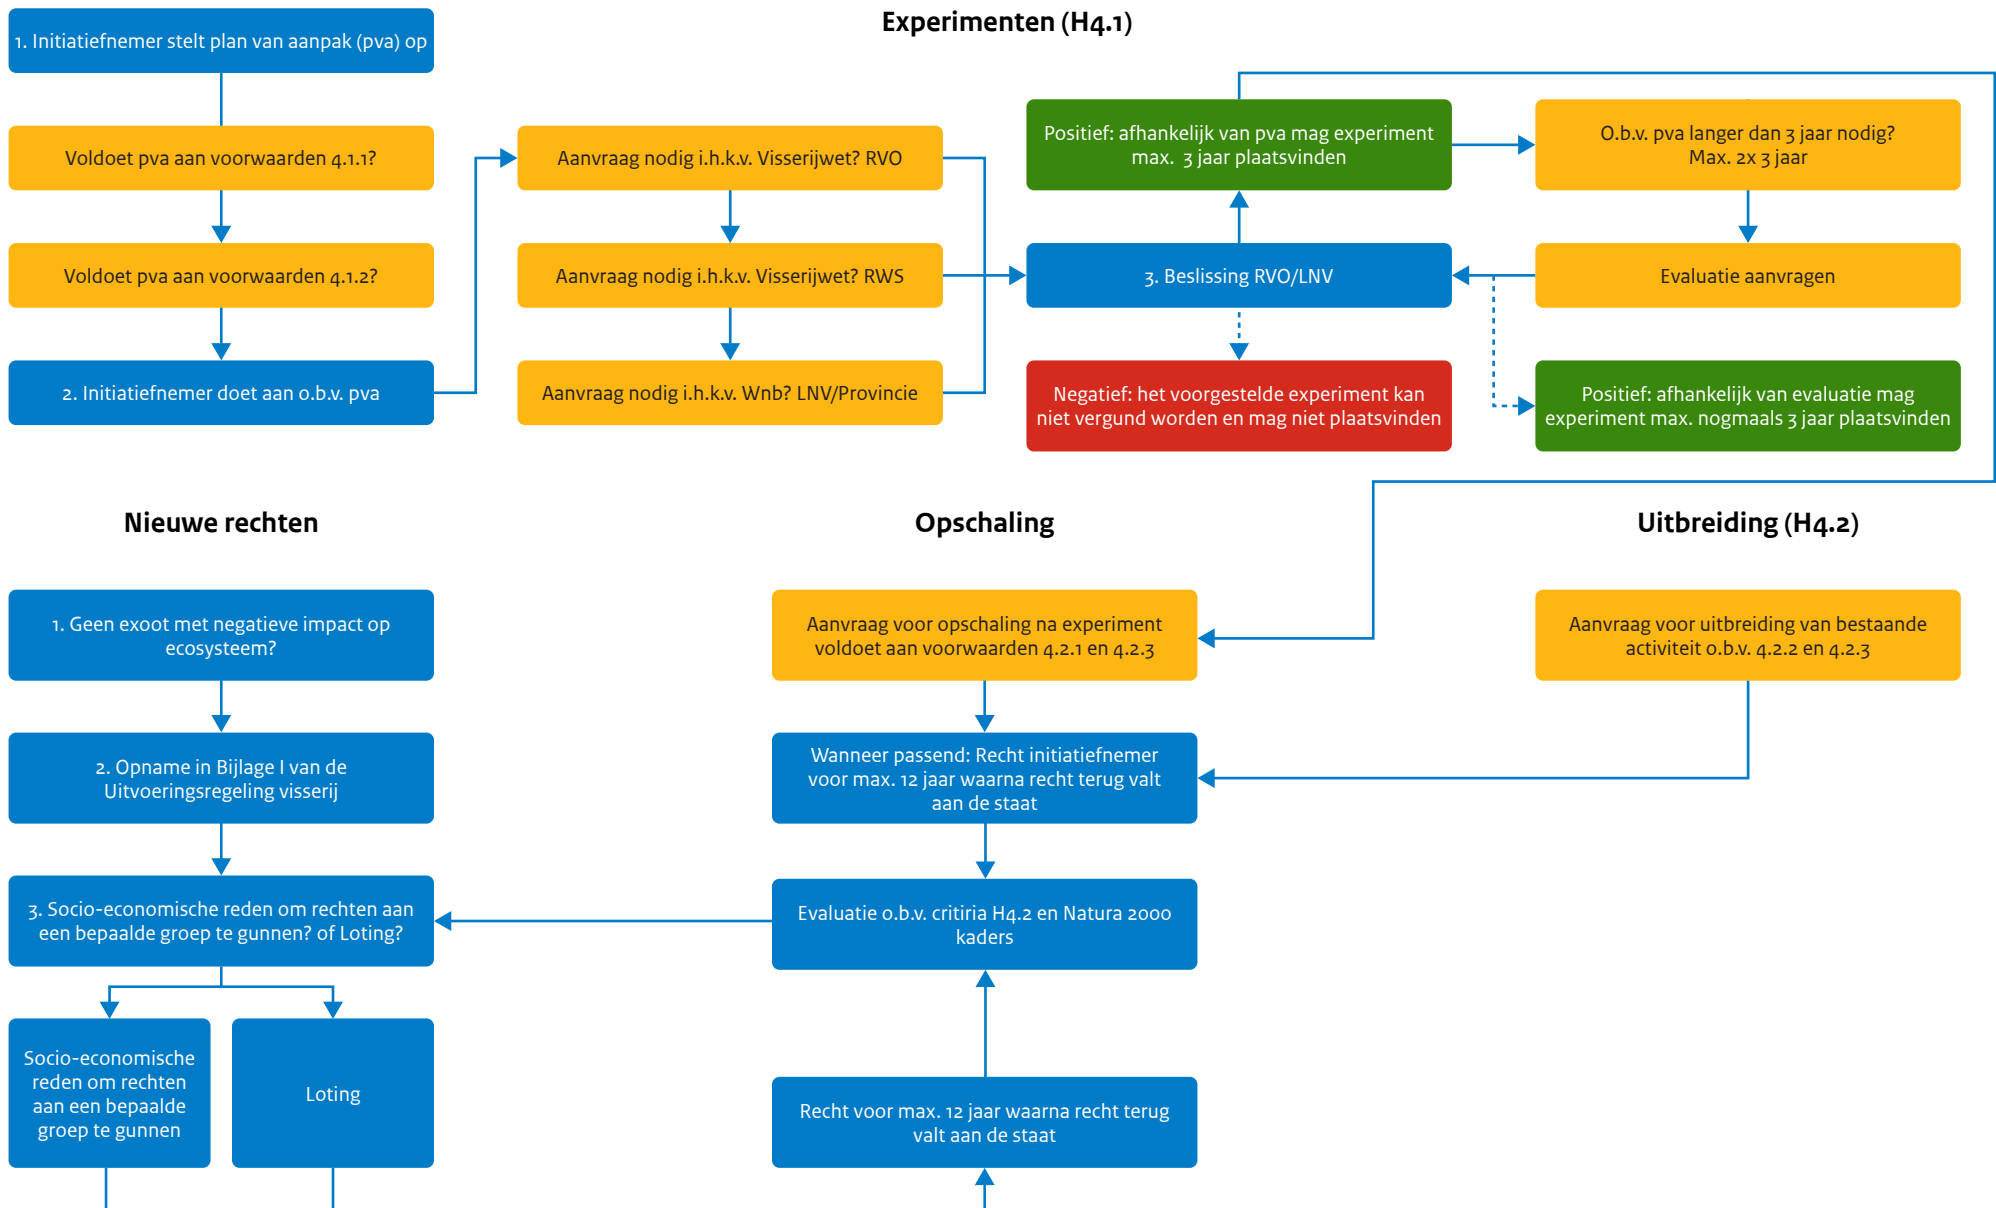 Experimenten (H4.1)
1. Initiatiefnemer stelt plan van aanpak (pva) op
Voldoet pva aan voorwaarden 4.1.1?
Voldoet pva aan voorwaarden 4.1.2?
2. Initiatiefnemer doet aan o.b.v. pva
Aanvraag nodig i.h.k.v. Visserijwet? RVO
Aanvraag nodig i.h.k.v. Visserijwet? RWS
Aanvraag nodig i.h.k.v. Wnb? LNV/Provincie
Positief: afhankelijk van pva mag experiment
max. 3 jaar plaatsvinden
3. Beslissing RVO/LNV
Negatief: het voorgestelde experiment kan
niet vergund worden en mag niet plaatsvinden
O.b.v. pva langer dan 3 jaar nodig?
Max. 2x 3 jaar
Evaluatie aanvragen
Positief: afhankelijk van evaluatie mag
experiment max. nogmaals 3 jaar plaatsvinden
Nieuwe rechten
1. Geen exoot met negatieve impact op
ecosysteem?
2. Opname in Bijlage I van de
Uitvoeringsregeling visserij
3. Socio-economische reden om rechten aan
een bepaalde groep te gunnen? of Loting?
Socio-economische
reden om rechten
aan een bepaalde
groep te gunnen
Loting
Opschaling
Aanvraag voor opschaling na experiment
voldoet aan voorwaarden 4.2.1 en 4.2.3
Wanneer passend: Recht initiatiefnemer
voor max. 12 jaar waarna recht terug valt
aan de staat
Evaluatie o.b.v. critiria H4.2 en Natura 2000
kaders
Recht voor max. 12 jaar waarna recht terug
valt aan de staat
Uitbreiding (H4.2)
Aanvraag voor uitbreiding van bestaande
activiteit o.b.v. 4.2.2 en 4.2.3